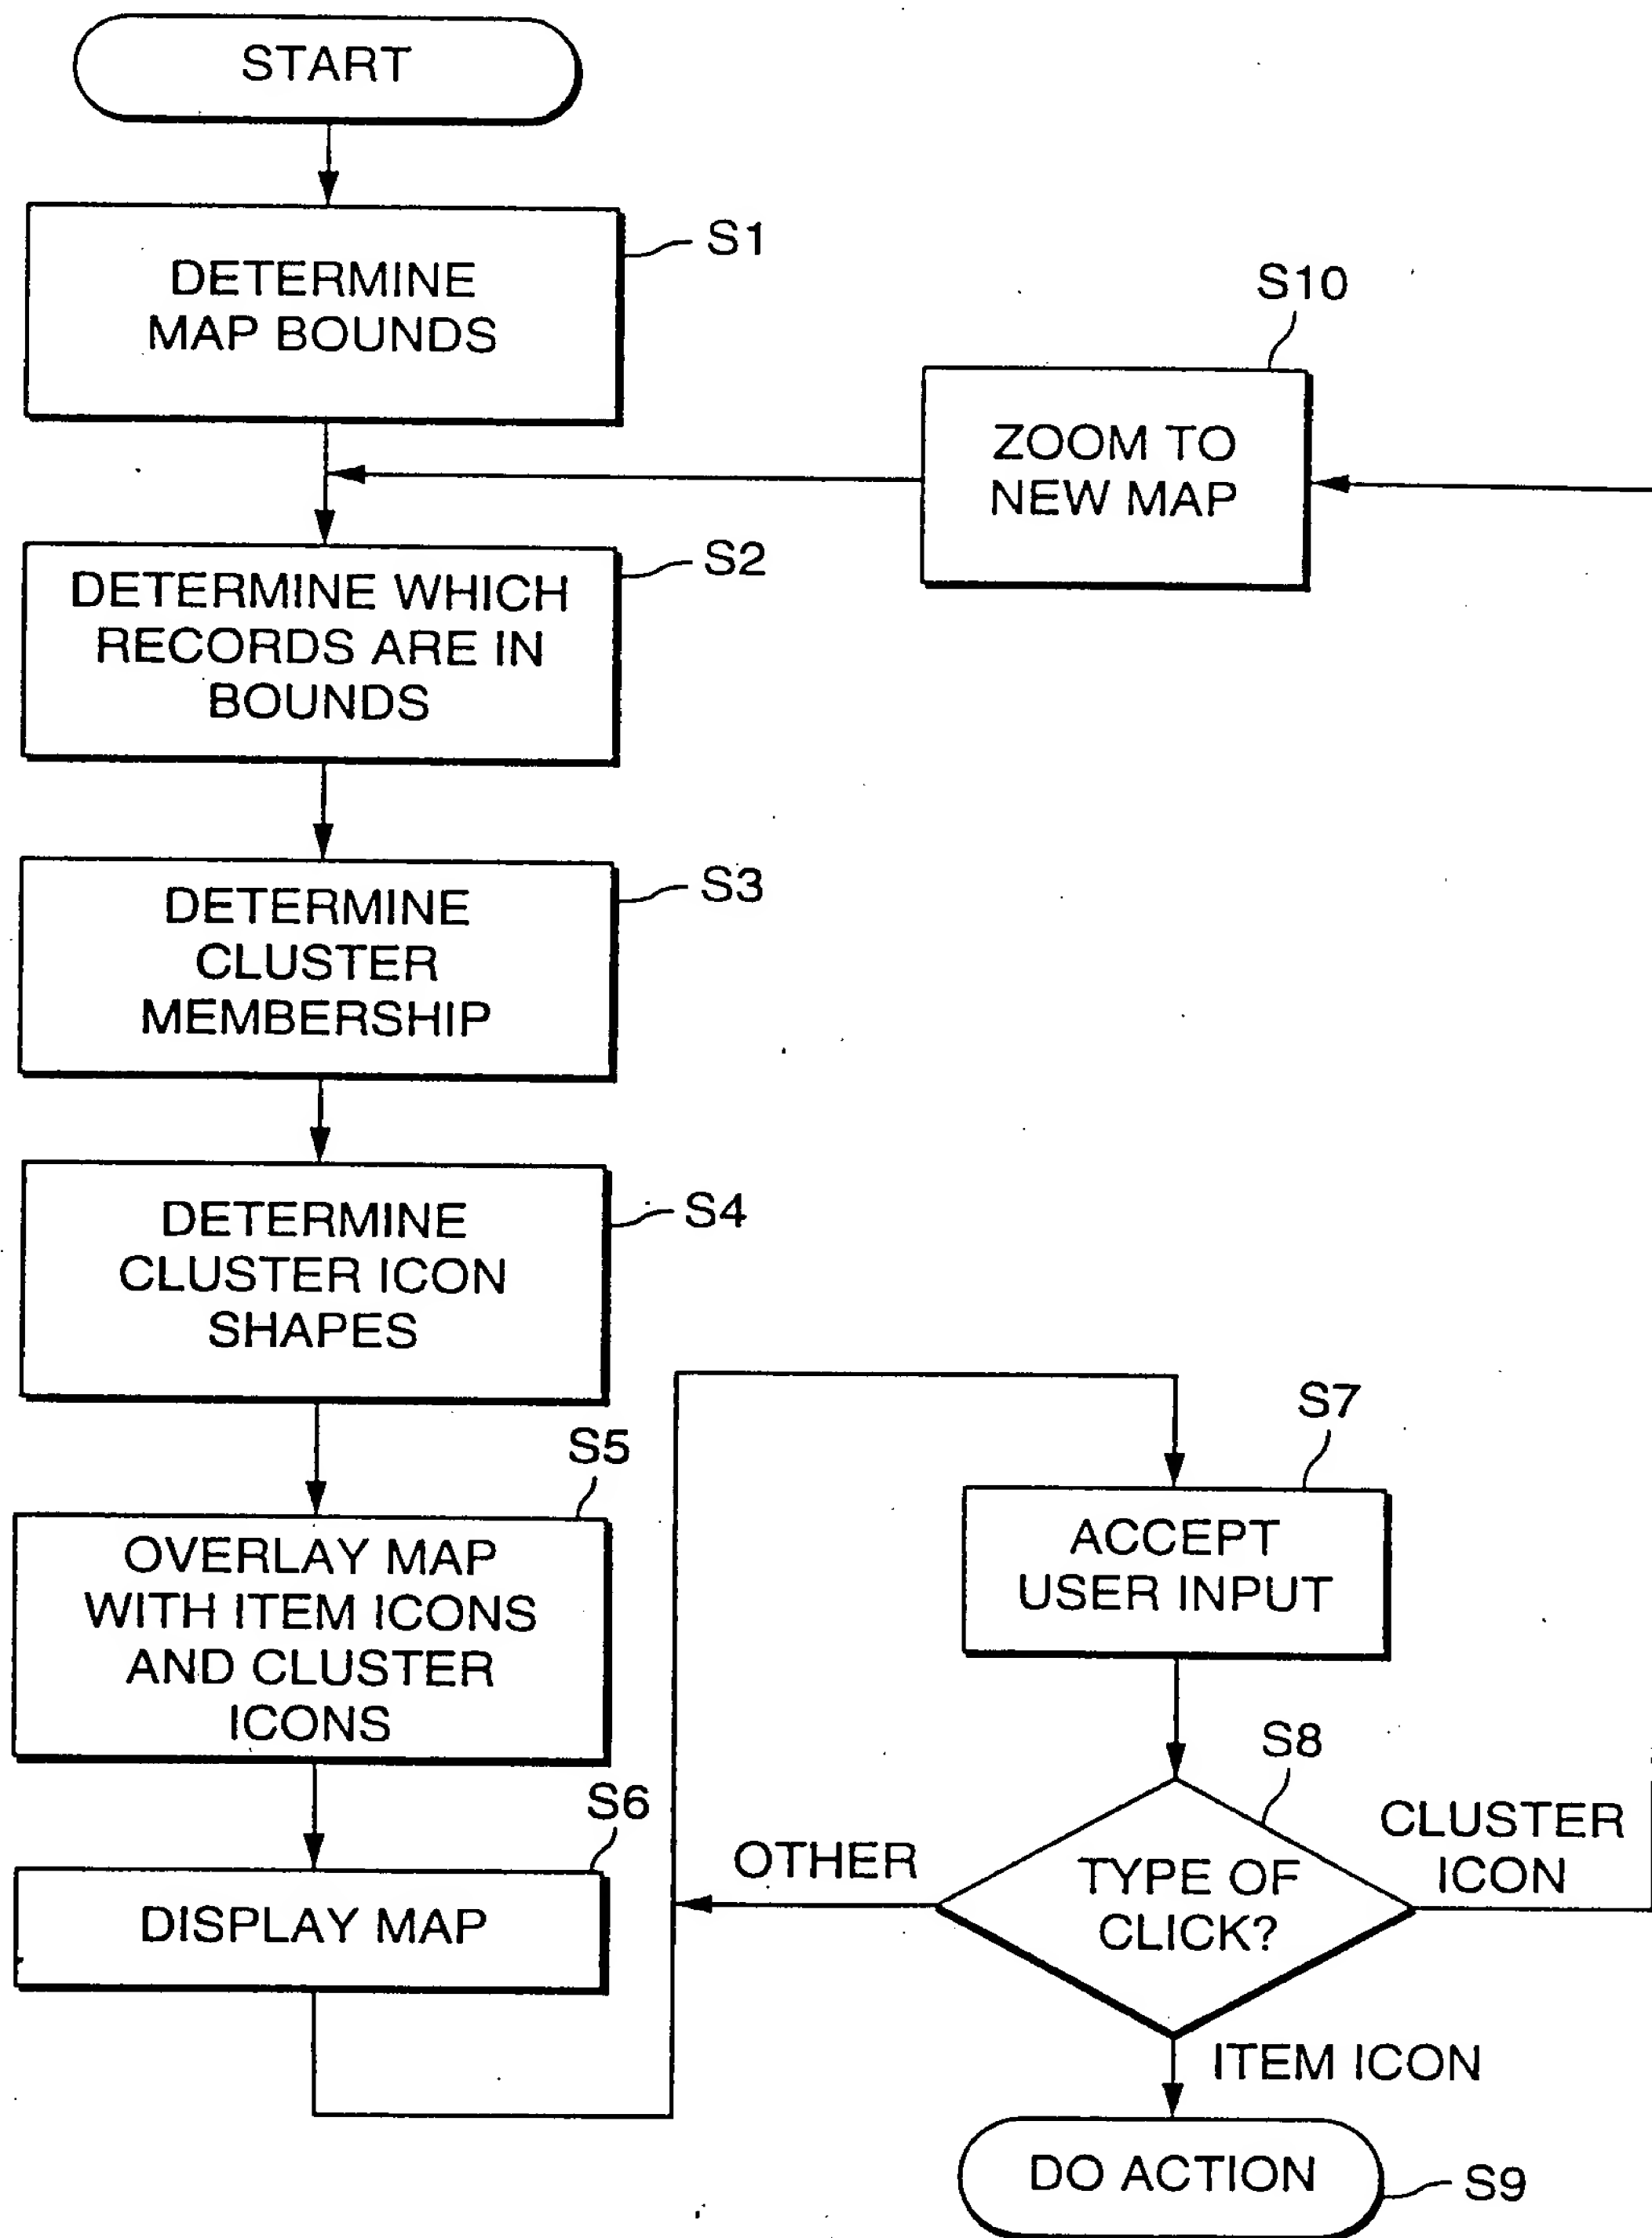 START
S1
DETERMINE
MAP BOUNDS
S10
ZOOM TO
NEW MAP
S2
DETERMINE WHICH
RECORDS ARE IN
BOUNDS
S3
DETERMINE
CLUSTER
MEMBERSHIP
S4
DETERMINE
CLUSTER ICON
SHAPES
S5
OVERLAY MAP
WITH ITEM ICONS
AND CLUSTER
ICONS
S6
DISPLAY MAP
S7
ACCEPT
USER INPUT
S8
TYPE OF
CLICK?
OTHER
CLUSTER
ICON
ITEM ICON
DO ACTION
S9